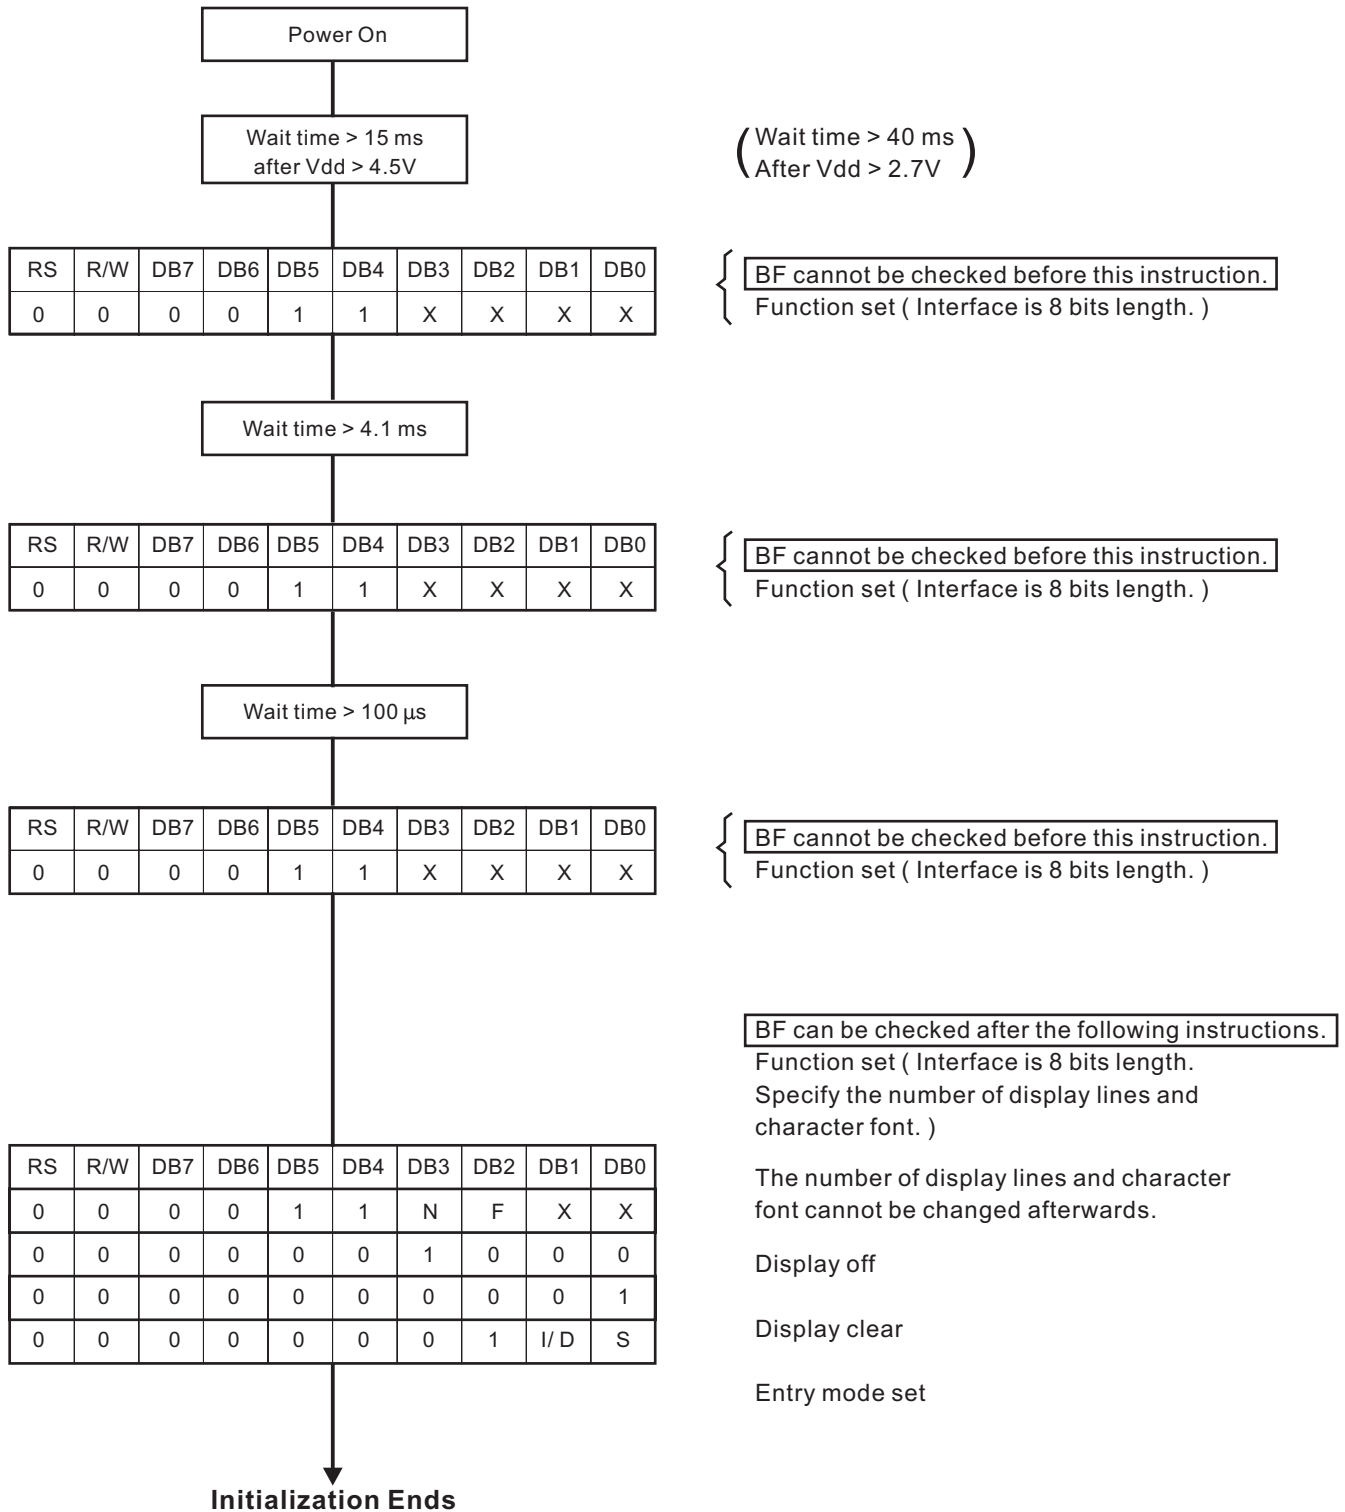 Power On
Wait time > 15 ms
after Vdd > 4.5V
(Wait time > 40 ms
After Vdd > 2.7V)
RS R/W DB7 DB6 DB5 DB4 DB3 DB2 DB1 DB0
0 0 0 0 1 1 X X X X
BF cannot be checked before this instruction.
Function set ( Interface is 8 bits length. )
Wait time > 4.1 ms
RS R/W DB7 DB6 DB5 DB4 DB3 DB2 DB1 DB0
0 0 0 0 1 1 X X X X
BF cannot be checked before this instruction.
Function set ( Interface is 8 bits length. )
Wait time > 100 µs
RS R/W DB7 DB6 DB5 DB4 DB3 DB2 DB1 DB0
0 0 0 0 1 1 X X X X
BF cannot be checked before this instruction.
Function set ( Interface is 8 bits length. )
BF can be checked after the following instructions.
Function set ( Interface is 8 bits length.
Specify the number of display lines and
character font. )
The number of display lines and character
font cannot be changed afterwards.
Display off
Display clear
Entry mode set
RS R/W DB7 DB6 DB5 DB4 DB3 DB2 DB1 DB0
0 0 0 0 1 1 N F X X
0 0 0 0 0 0 1 0 0 0
0 0 0 0 0 0 0 0 0 1
0 0 0 0 0 0 0 1 I/ D S
Initialization Ends